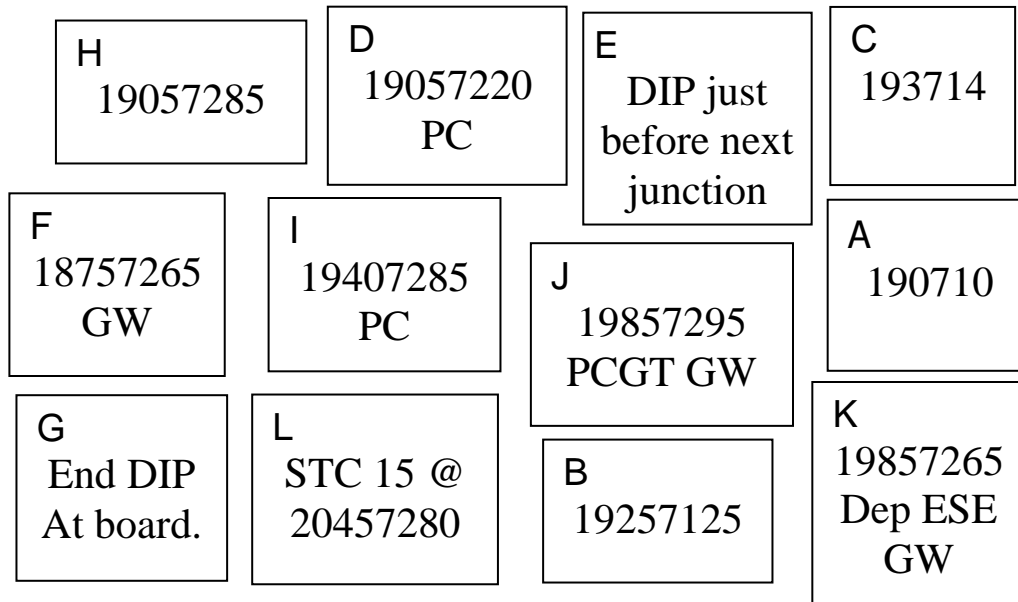 H
19057285
D
19057220
PC
E
DIP just
before next
junction
C
193714
F
18757265
GW
I
19407285
PC
J
19857295
PCGT GW
A
190710
G
End DIP
At board.
L
STC 15 @
20457280
B
19257125
K
19857265
Dep ESE
GW